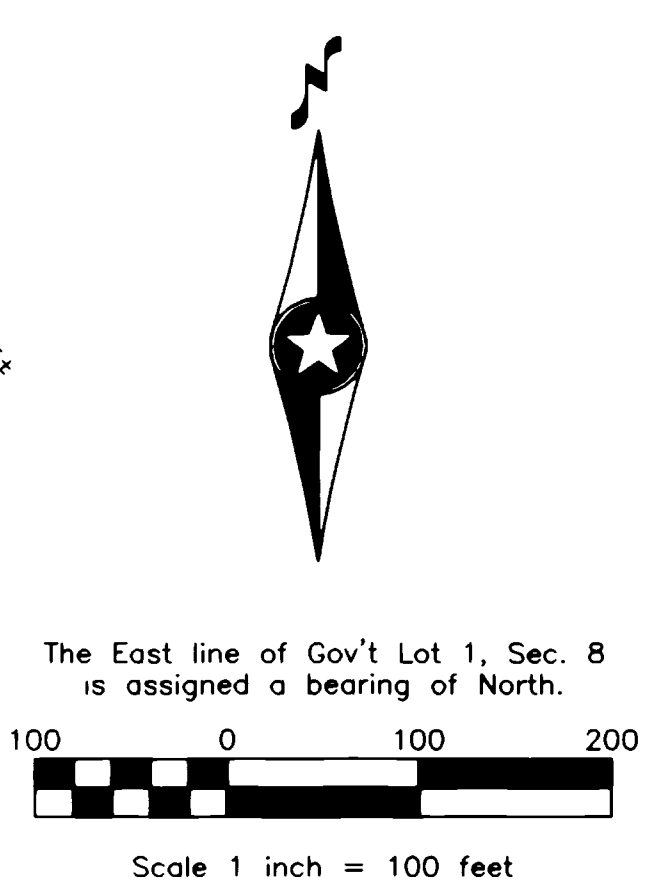 N
The East line of Gov't Lot 1, Sec. 8
is assigned a bearing of North.
100 0 100 200
Scale 1 inch = 100 feet